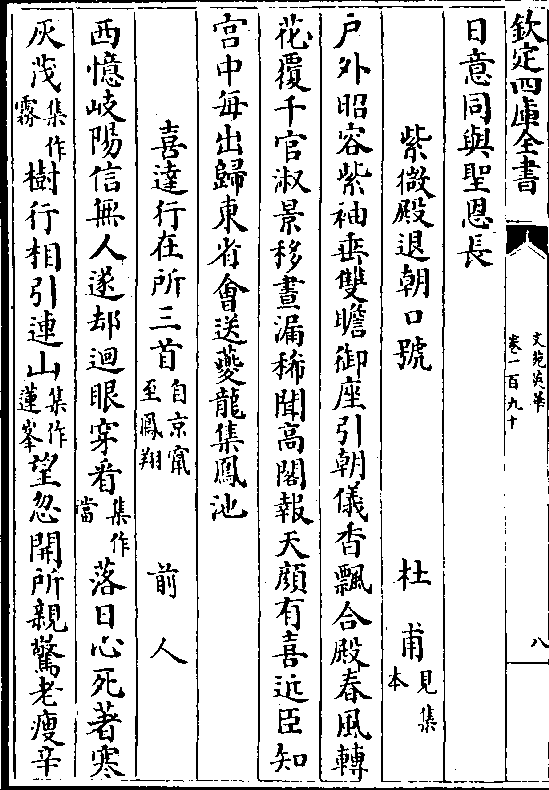 欽定四庫全書
文苑英華
卷一百九十
八
日意同與聖恩長
紫微殿退朝口號 杜甫 見集本
户外昭容紫袖垂雙瞻御座引朝儀香飄合殿春風轉
花覆千官淑景移晝漏稀聞高閣報天顔有喜近臣知
宫中每出歸東省會送夔龍集鳳池
喜達行在所三首 自京竄至鳳翔 前人
西憶岐陽信無人遂却迴眼穿看 集作當 落日心死著寒
灰茂 集作霧 樹行相引連山 集作蓮峯 望忽開所親驚老瘦辛